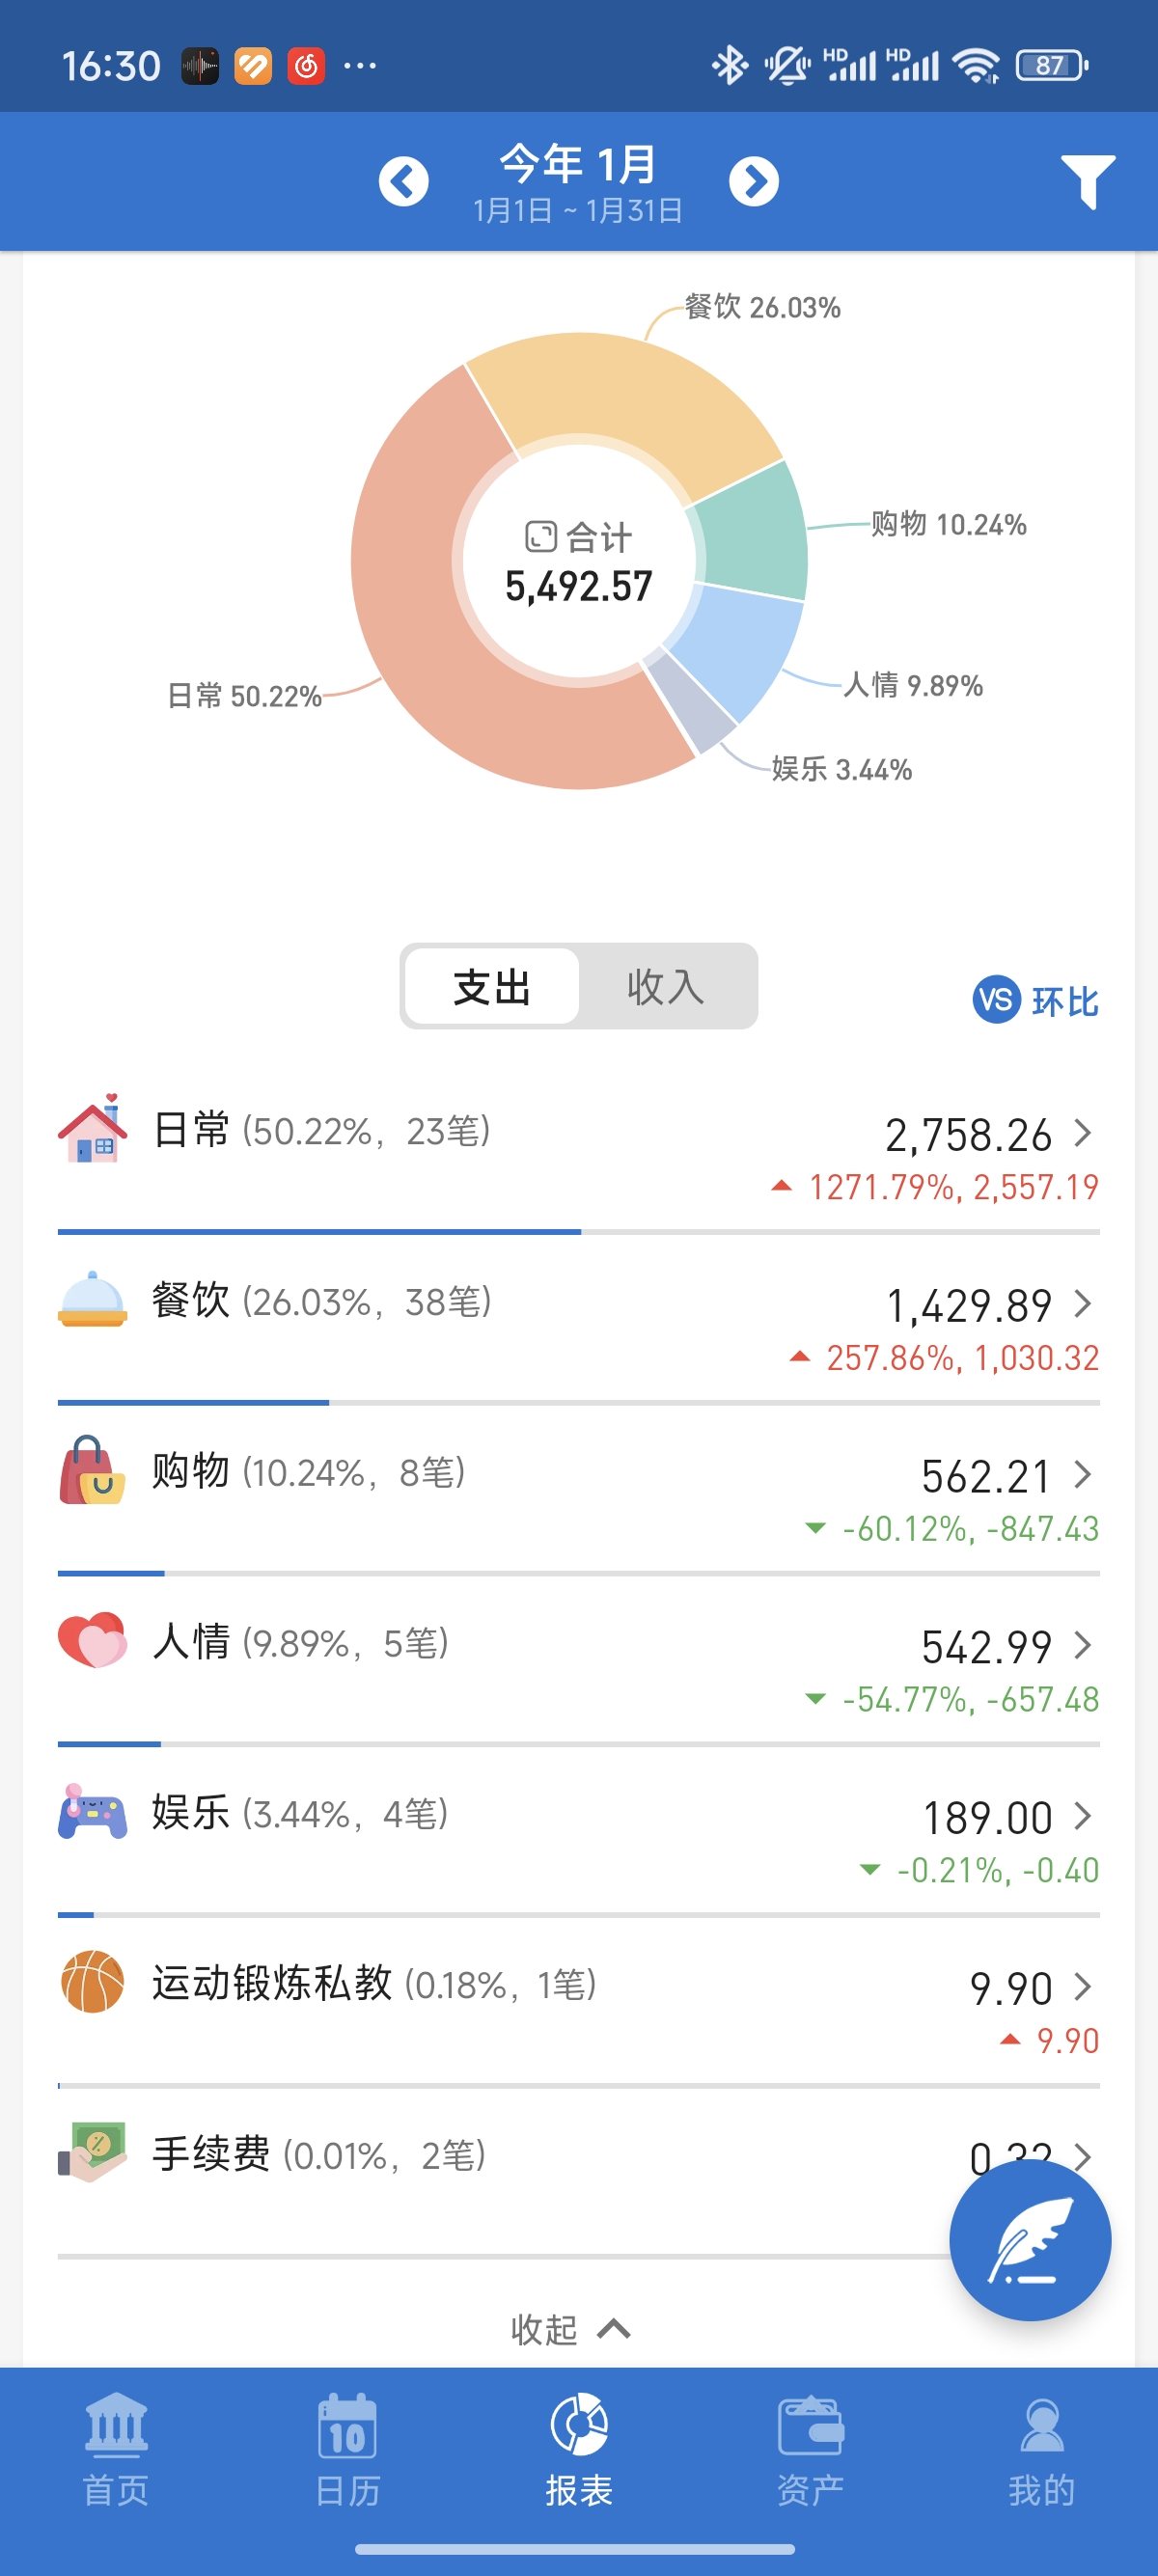 16:30 ··· HD HD 87
今年 1月
1月1日 ~ 1月31日
餐饮 26.03%
购物 10.24%
合计
5,492.57
人情 9.89%
日常 50.22%
娱乐 3.44%
支出 收入
VS 环比
日常 (50.22%, 23笔) 2,758.26
1271.79%, 2,557.19
餐饮 (26.03%, 38笔) 1,429.89
257.86%, 1,030.32
购物 (10.24%, 8笔) 562.21
-60.12%, -847.43
人情 (9.89%, 5笔) 542.99
-54.77%, -657.48
娱乐 (3.44%, 4笔) 189.00
-0.21%, -0.40
运动锻炼私教 (0.18%, 1笔) 9.90
9.90
手续费 (0.01%, 2笔) 0.32
收起
10
首页 日历 报表 资产 我的